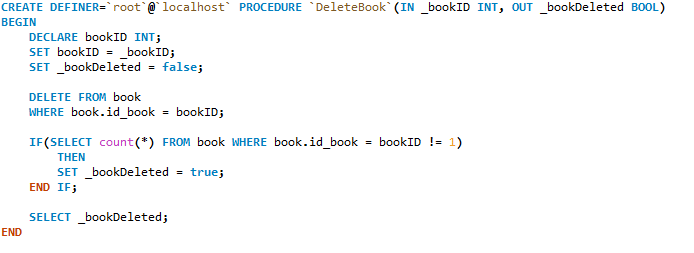 CREATE DEFINER=`root`@`localhost` PROCEDURE `DeleteBook`(IN _bookID INT, OUT _bookDeleted BOOL)
BEGIN
    DECLARE bookID INT;
    SET bookID = _bookID;
    SET _bookDeleted = false;

    DELETE FROM book
    WHERE book.id_book = bookID;

    IF(SELECT count(*) FROM book WHERE book.id_book = bookID != 1)
        THEN
        SET _bookDeleted = true;
    END IF;

    SELECT _bookDeleted;
END